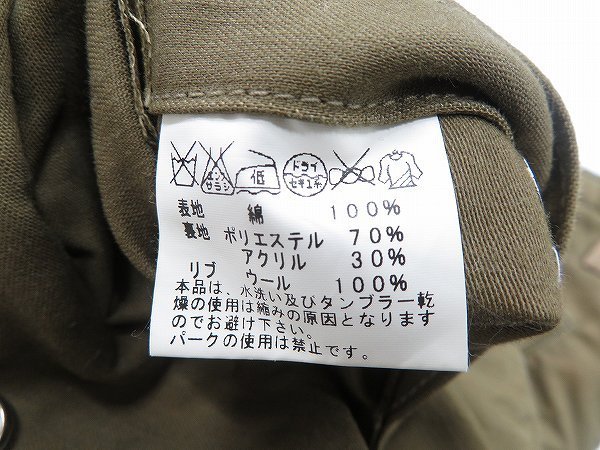 エンソ サラシ 低 ドライ セキユ系
表地 綿 100%
裏地 ポリエステル 70%
アクリル 30%
リブ ウール 100%
本品は、水洗い及びタンブラー乾
燥の使用は縮みの原因となります
のでお避け下さい。
パークの使用は禁止です。